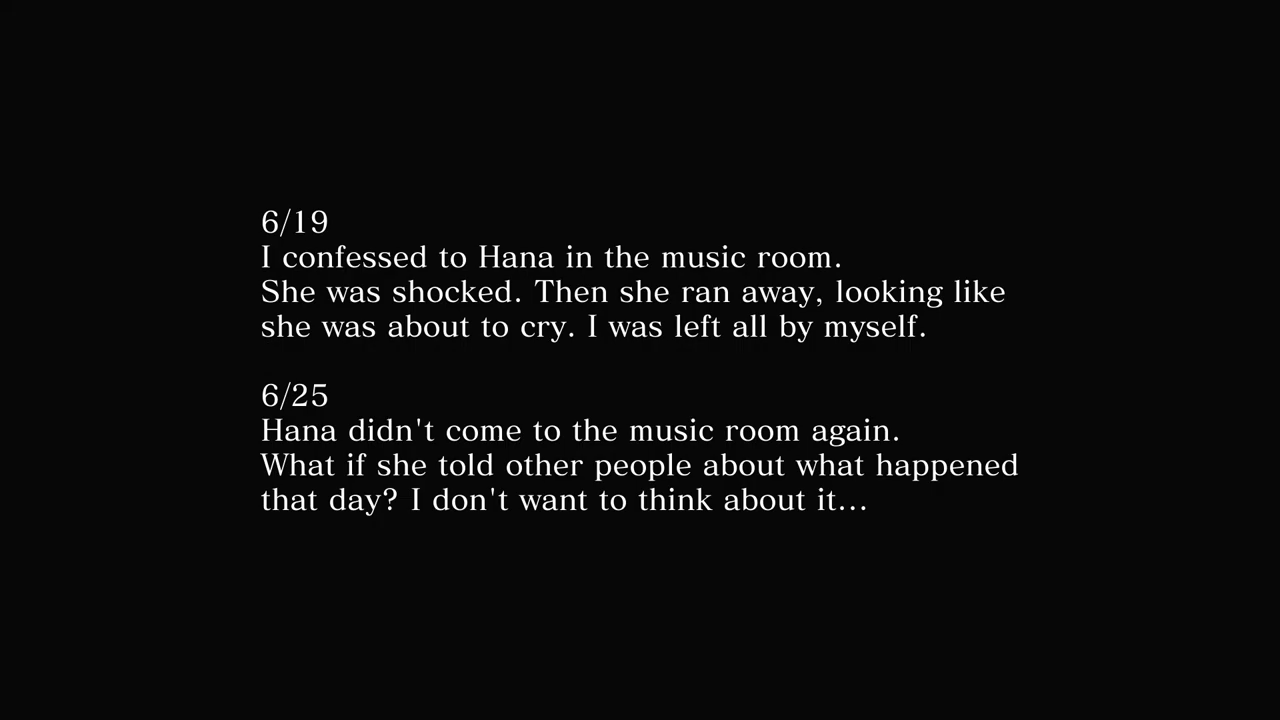 6/19
I confessed to Hana in the music room.
She was shocked. Then she ran away, looking like
she was about to cry. I was left all by myself.
6/25
Hana didn't come to the music room again.
What if she told other people about what happened
that day? I don't want to think about it...